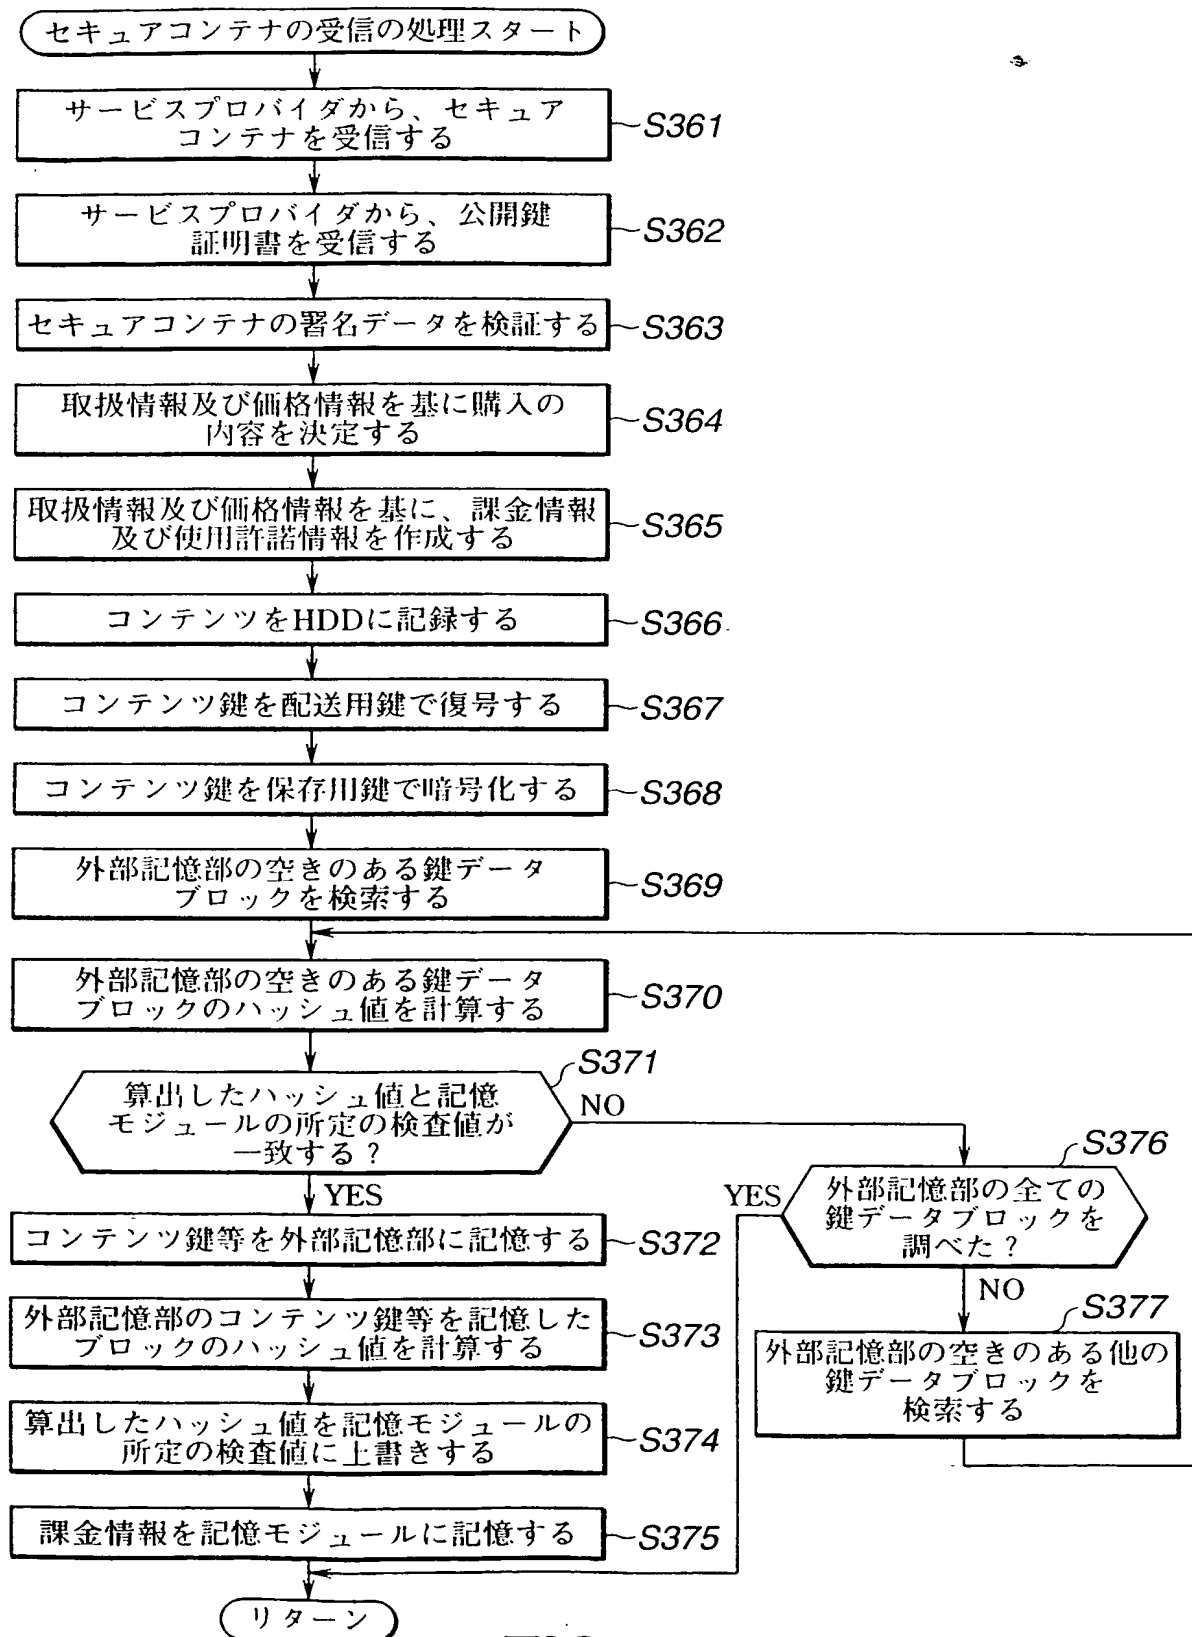 セキュアコンテナの受信の処理スタート
サービスプロバイダから、セキュア
コンテナを受信する
S361
サービスプロバイダから、公開鍵
証明書を受信する
S362
セキュアコンテナの署名データを検証する
S363
取扱情報及び価格情報を基に購入の
内容を決定する
S364
取扱情報及び価格情報を基に、課金情報
及び使用許諾情報を作成する
S365
コンテンツをHDDに記録する
S366
コンテンツ鍵を配送用鍵で復号する
S367
コンテンツ鍵を保存用鍵で暗号化する
S368
外部記憶部の空きのある鍵データ
ブロックを検索する
S369
外部記憶部の空きのある鍵データ
ブロックのハッシュ値を計算する
S370
S371
算出したハッシュ値と記憶
モジュールの所定の検査値が
一致する?
NO
YES
S376
外部記憶部の全ての
鍵データブロックを
調べた?
YES
NO
コンテンツ鍵等を外部記憶部に記憶する
S372
外部記憶部のコンテンツ鍵等を記憶した
ブロックのハッシュ値を計算する
S373
S377
外部記憶部の空きのある他の
鍵データブロックを
検索する
算出したハッシュ値を記憶モジュールの
所定の検査値に上書きする
S374
課金情報を記憶モジュールに記憶する
S375
リターン